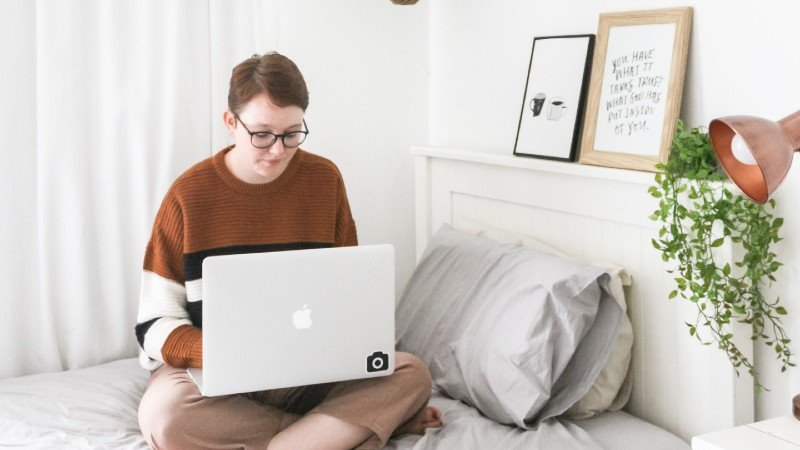 YOU HAVE
WHAT IT
TAKES TRUST
WHAT GOD HAS
PUT INSIDE
OF YOU